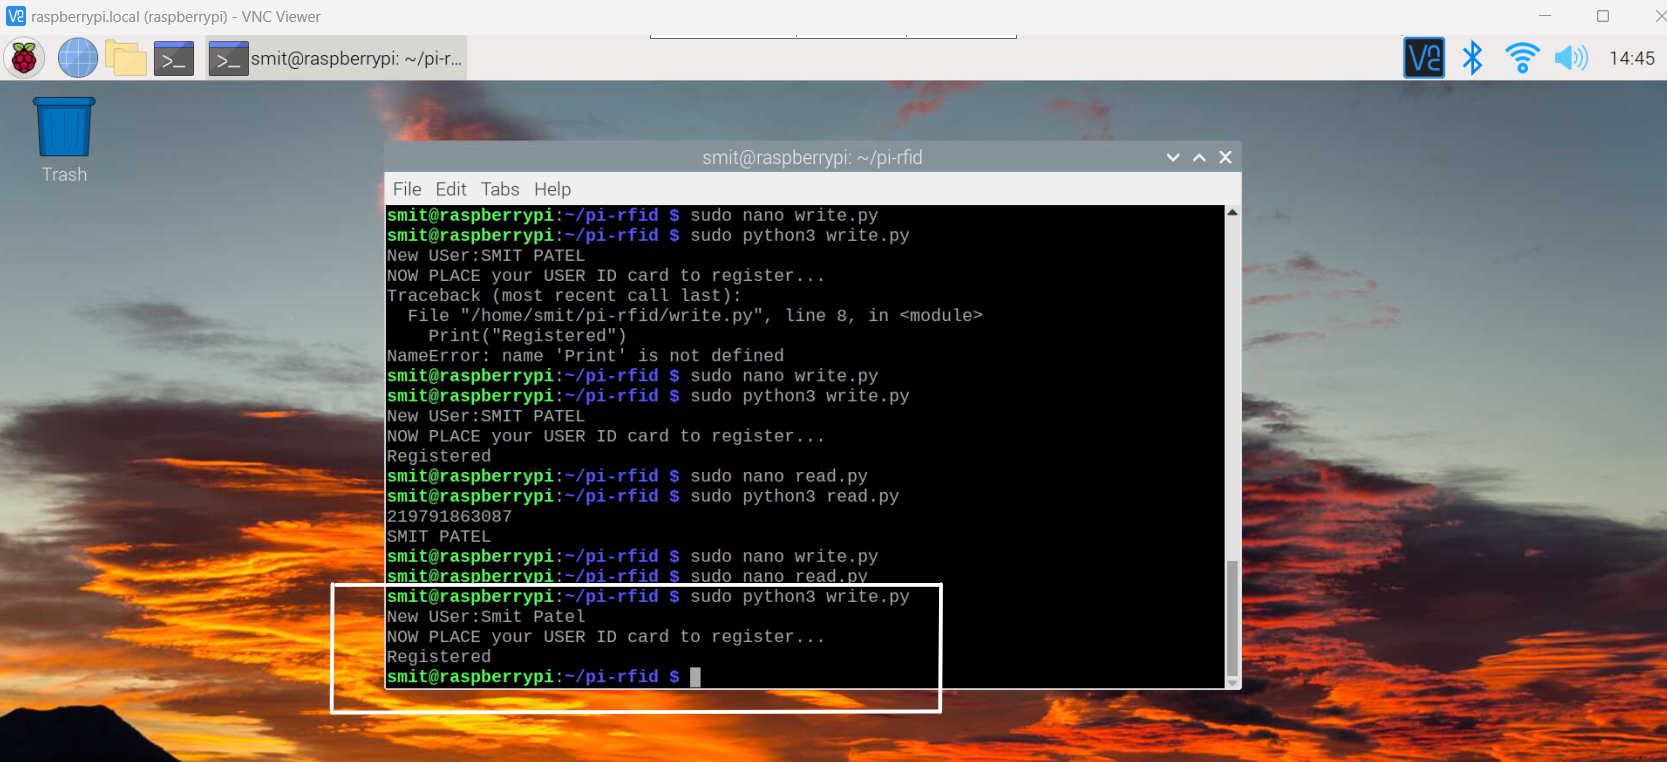 raspberrypi.local (raspberrypi) - VNC Viewer
smit@raspberrypi: ~/pi-r...
14:45
Trash
smit@raspberrypi: ~/pi-rfid
File Edit Tabs Help
smit@raspberrypi:~/pi-rfid $ sudo nano write.py
smit@raspberrypi:~/pi-rfid $ sudo python3 write.py
New USer:SMIT PATEL
NOW PLACE your USER ID card to register...
Traceback (most recent call last):
  File "/home/smit/pi-rfid/write.py", line 8, in <module>
    Print("Registered")
NameError: name 'Print' is not defined
smit@raspberrypi:~/pi-rfid $ sudo nano write.py
smit@raspberrypi:~/pi-rfid $ sudo python3 write.py
New USer:SMIT PATEL
NOW PLACE your USER ID card to register...
Registered
smit@raspberrypi:~/pi-rfid $ sudo nano read.py
smit@raspberrypi:~/pi-rfid $ sudo python3 read.py
219791863087
SMIT PATEL
smit@raspberrypi:~/pi-rfid $ sudo nano write.py
smit@raspberrypi:~/pi-rfid $ sudo nano read.py
smit@raspberrypi:~/pi-rfid $ sudo python3 write.py
New USer:Smit Patel
NOW PLACE your USER ID card to register...
Registered
smit@raspberrypi:~/pi-rfid $